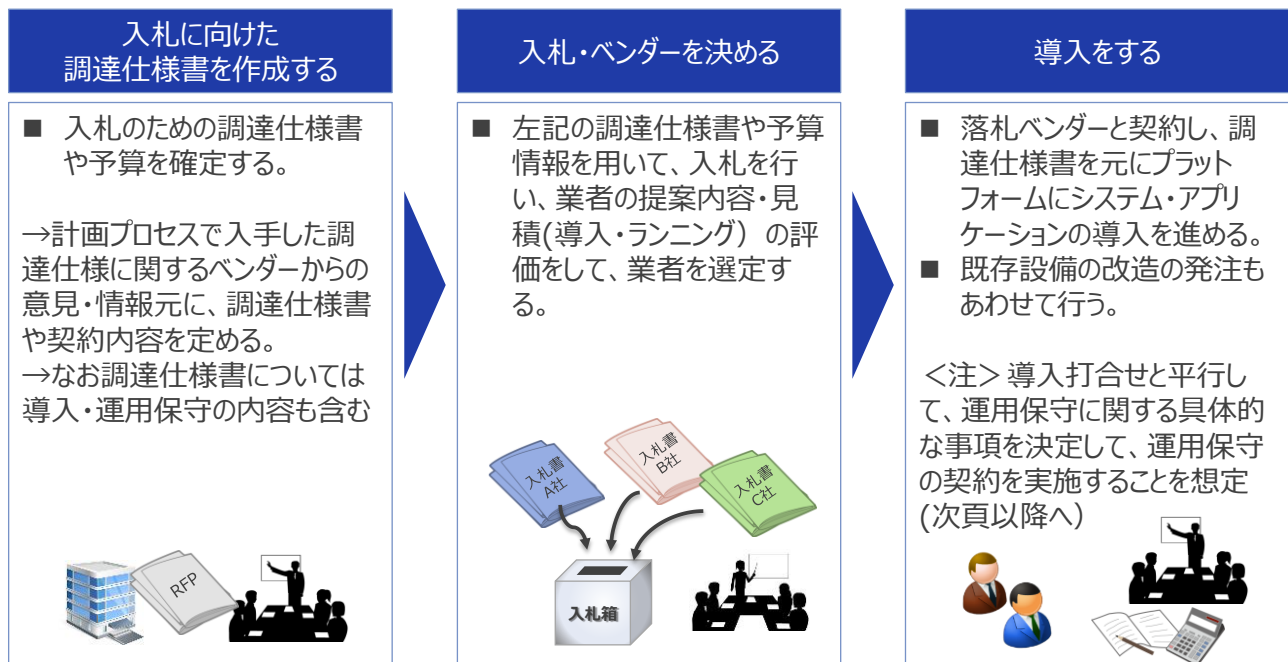 入札に向けた
調達仕様書を作成する
■ 入札のための調達仕様書
や予算を確定する。
→計画プロセスで入手した調
達仕様に関するベンダーからの
意見・情報元に、調達仕様書
や契約内容を定める。
→なお調達仕様書については
導入・運用保守の内容も含む
RFP
入札・ベンダーを決める
■ 左記の調達仕様書や予算
情報を用いて、入札を行
い、業者の提案内容・見
積(導入・ランニング）の評
価をして、業者を選定す
る。
入札書
A社
入札書
B社
入札書
C社
入札箱
導入をする
■ 落札ベンダーと契約し、調
達仕様書を元にプラット
フォームにシステム・アプリ
ケーションの導入を進める。
■ 既存設備の改造の発注も
あわせて行う。
＜注＞導入打合せと平行し
て、運用保守に関する具体的
な事項を決定して、運用保守
の契約を実施することを想定
(次頁以降へ）